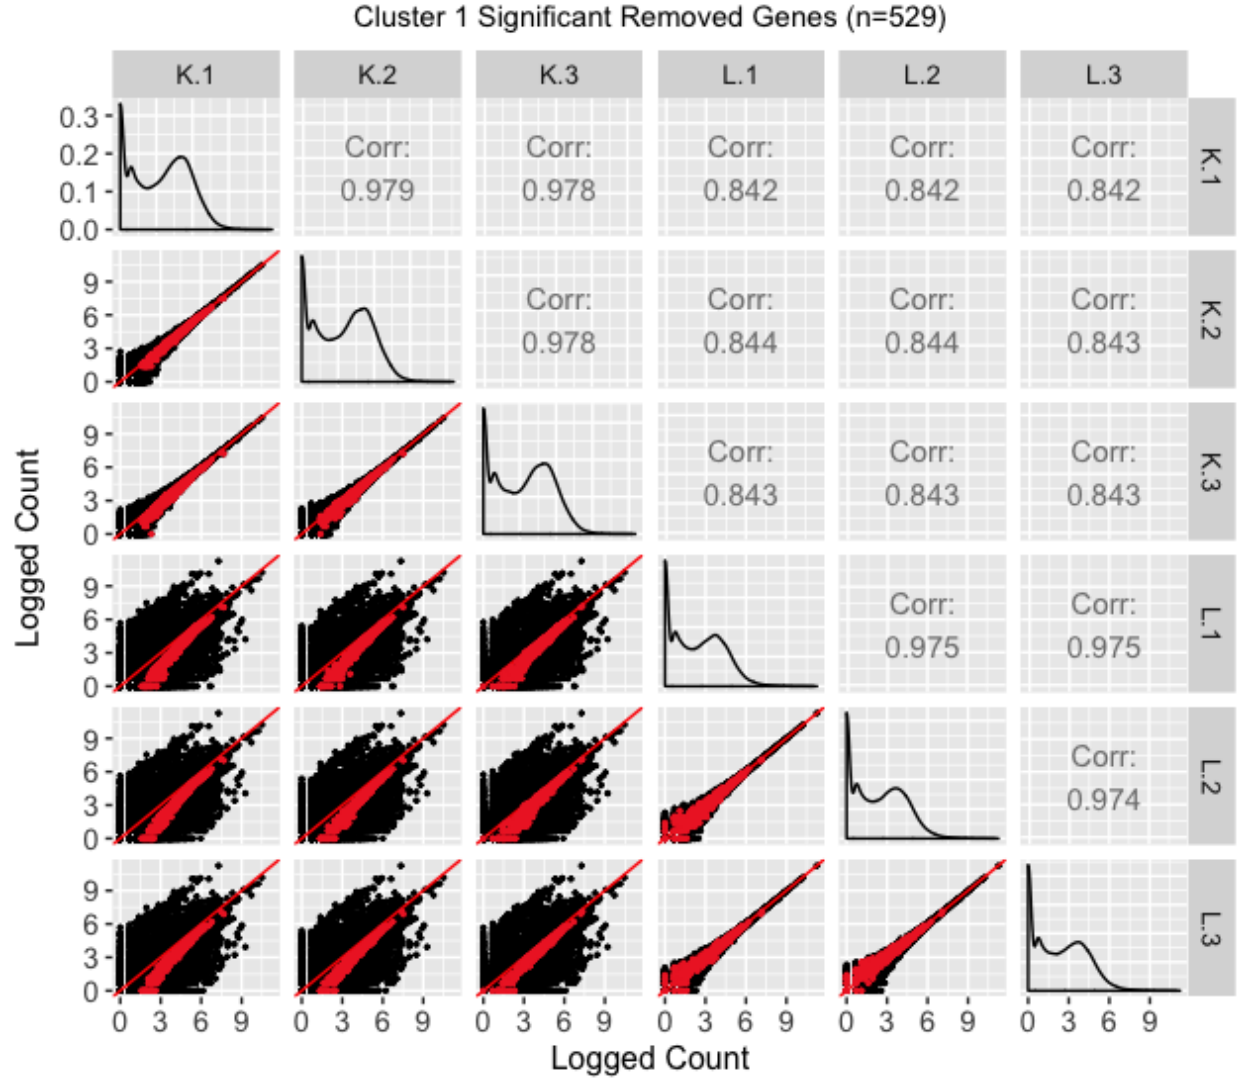 Cluster 1 Significant Removed Genes (n=529)
K.1 K.2 K.3 L.1 L.2 L.3
0.3
0.2
0.1
0.0
Corr:
0.979
Corr:
0.978
Corr:
0.842
Corr:
0.842
Corr:
0.842
K.1
9
6
3
0
Corr:
0.978
Corr:
0.844
Corr:
0.844
Corr:
0.843
K.2
9
6
3
0
Corr:
0.843
Corr:
0.843
Corr:
0.843
K.3
Logged Count
9
6
3
0
Corr:
0.975
Corr:
0.975
L.1
9
6
3
0
Corr:
0.974
L.2
9
6
3
0
L.3
0 3 6 9 0 3 6 9 0 3 6 9 0 3 6 9 0 3 6 9 0 3 6 9
Logged Count